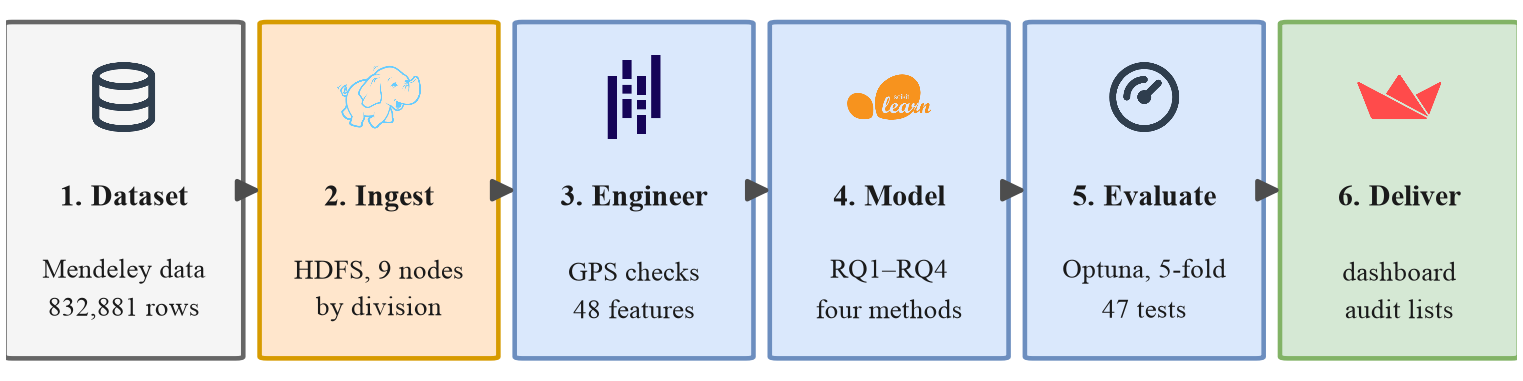 1. Dataset
Mendeley data
832,881 rows
2. Ingest
HDFS, 9 nodes
by division
3. Engineer
GPS checks
48 features
scikit
learn
4. Model
RQ1–RQ4
four methods
5. Evaluate
Optuna, 5-fold
47 tests
6. Deliver
dashboard
audit lists